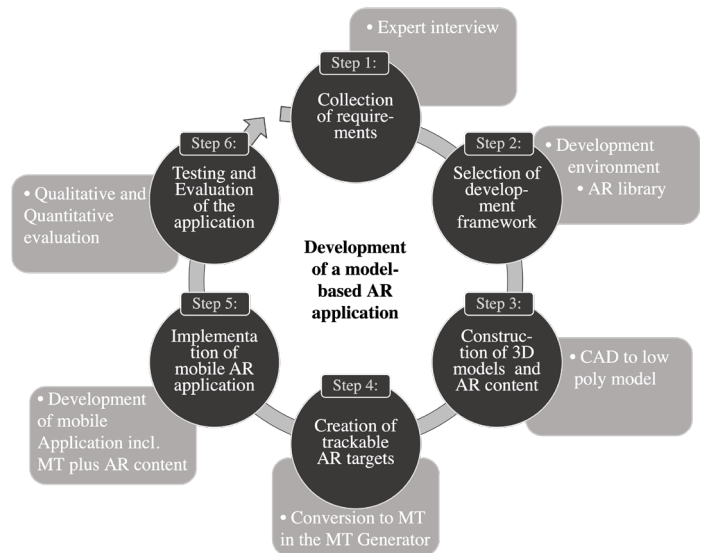 • Expert interview
Step 1:
Collection
of require-
ments
Step 2:
Selection of
develop-
ment
framework
• Development
environment
• AR library
Step 3:
Construc-
tion of 3D
models and
AR content
• CAD to low
poly model
Step 4:
Creation of
trackable
AR targets
• Conversion to MT
in the MT Generator
Step 5:
Implementa
tion of
mobile AR
application
• Development
of mobile
Application incl.
MT plus AR content
Step 6:
Testing and
Evaluation
of the
application
• Qualitative and
Quantitative
evaluation
Development
of a model-
based AR
application